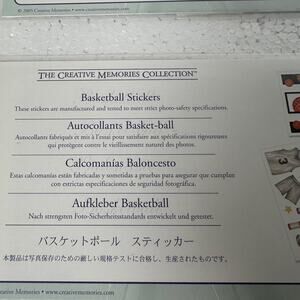 © 2005 Creative Memories • www.creativememories.com
THE CREATIVE MEMORIES COLLECTION™
Basketball Stickers
These stickers are manufactured and tested to meet strict photo-safety specifications.
Autocollants Basket-ball
Autocollants fabriqués et mis à l'essai pour satisfaire aux spécifications rigoureuses
qui protègent contre le vieillissement naturel des photos.
Calcomanías Baloncesto
Estas calcomanías están fabricadas y sometidas a pruebas para asegurar que cumplan
con estrictas especificaciones de seguridad fotográfica.
Aufkleber Basketball
Nach strengsten Foto-Sicherheitsstandards entwickelt und getestet.
バスケットボール ステッカー
本製品は写真保存のための厳しい規格テストに合格し、生産されたものです。
Memories • www.creativememories.com